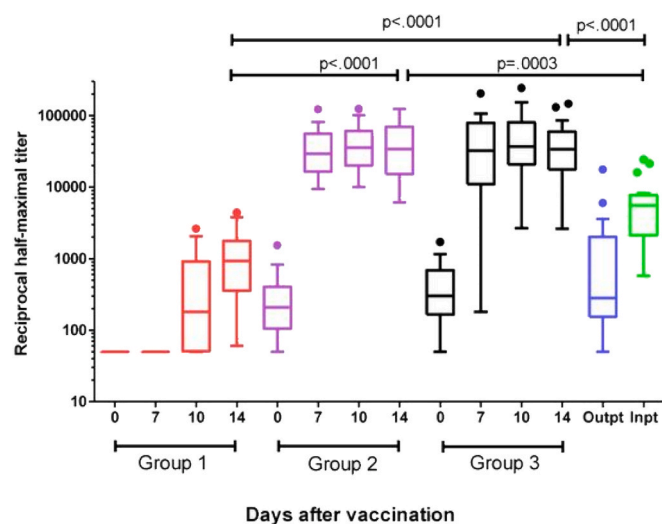 p<.0001
p<.0001
p<.0001
p=.0003
Reciprocal half-maximal titer
100000
10000
1000
100
10
0 7 10 14 0 7 10 14 0 7 10 14 Outpt Inpt
Group 1 Group 2 Group 3
Days after vaccination